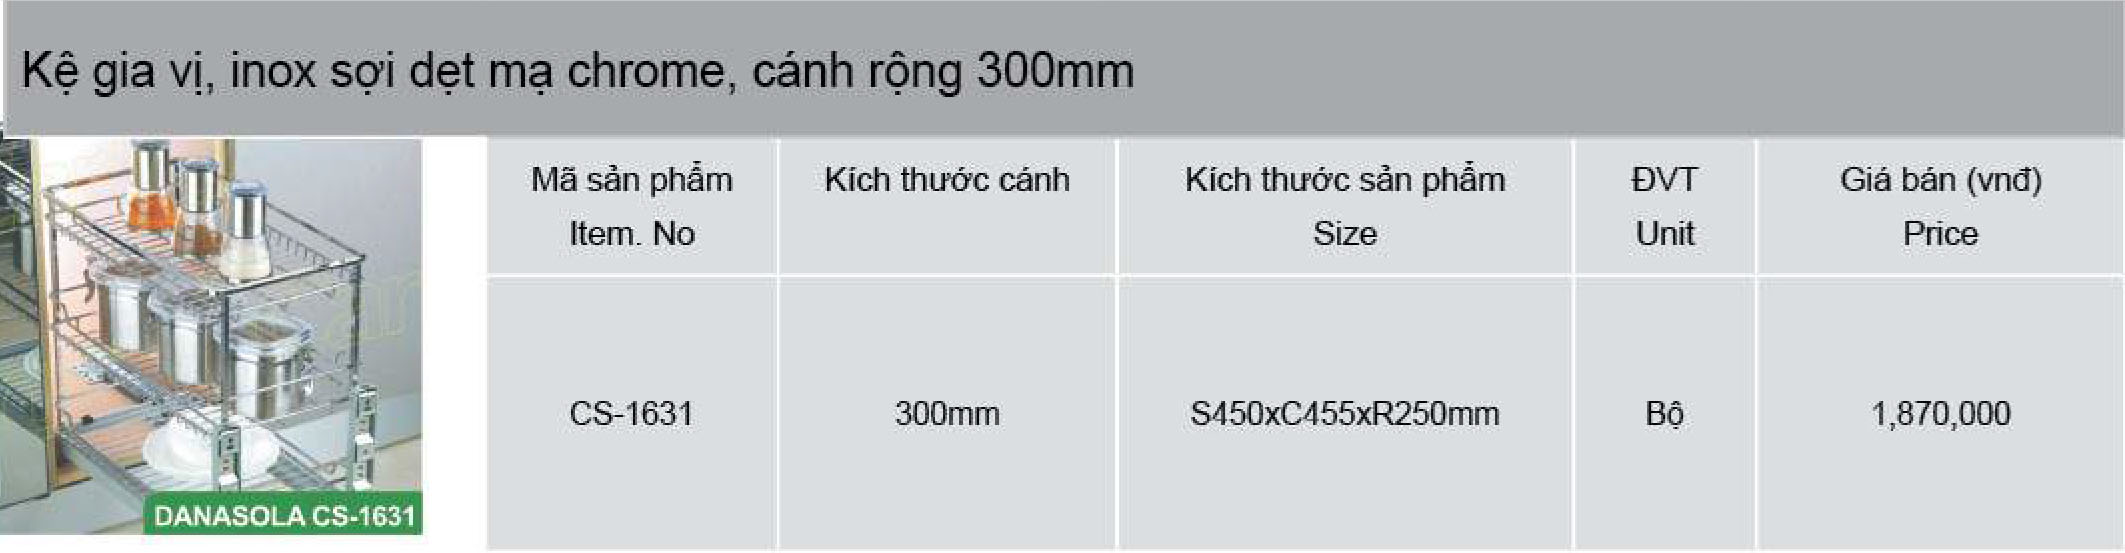 Kệ gia vị, inox sợi dẹt mạ chrome, cánh rộng 300mm
Mã sản phẩm
Item. No
Kích thước cánh
Kích thước sản phẩm
Size
ĐVT
Unit
Giá bán (vnđ)
Price
CS-1631
300mm
S450xC455xR250mm
Bộ
1,870,000
DANASOLA CS-1631